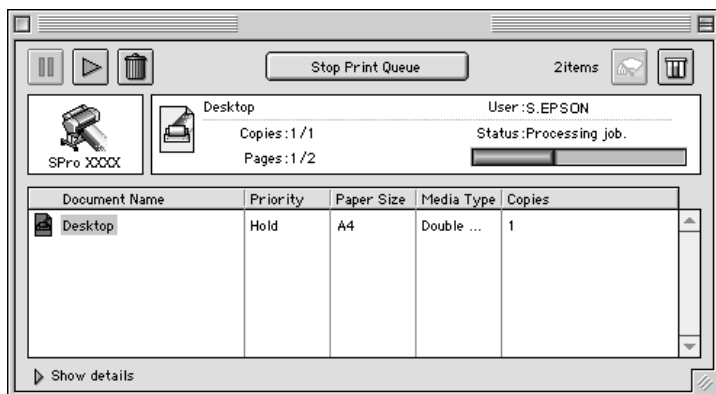 Stop Print Queue 2items
SPro XXXX
Desktop User :S.EPSON
Copies:1/1 Status:Processing job.
Pages:1/2
Document Name Priority Paper Size Media Type Copies
Desktop Hold A4 Double ... 1
Show details